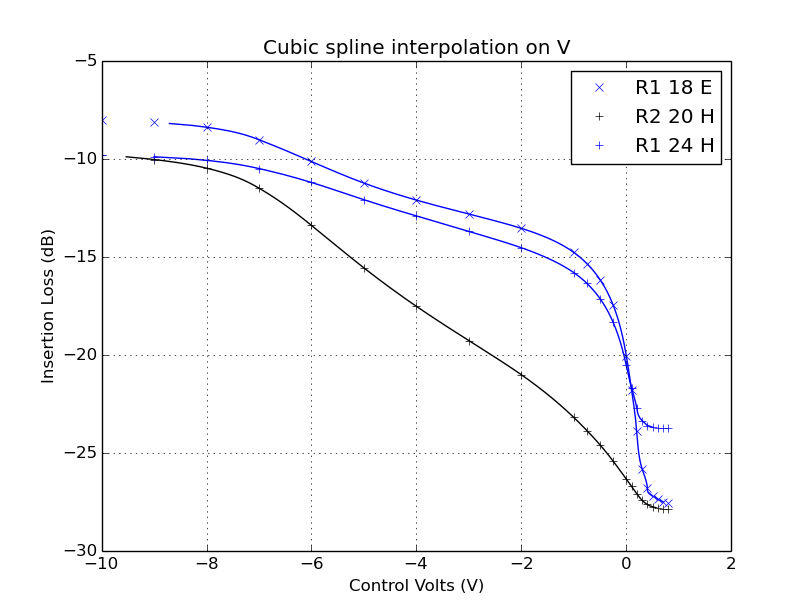 Cubic spline interpolation on V
R1 18 E
R2 20 H
R1 24 H
−5
−10
−15
−20
−25
−30
Insertion Loss (dB)
−10 −8 −6 −4 −2 0 2
Control Volts (V)